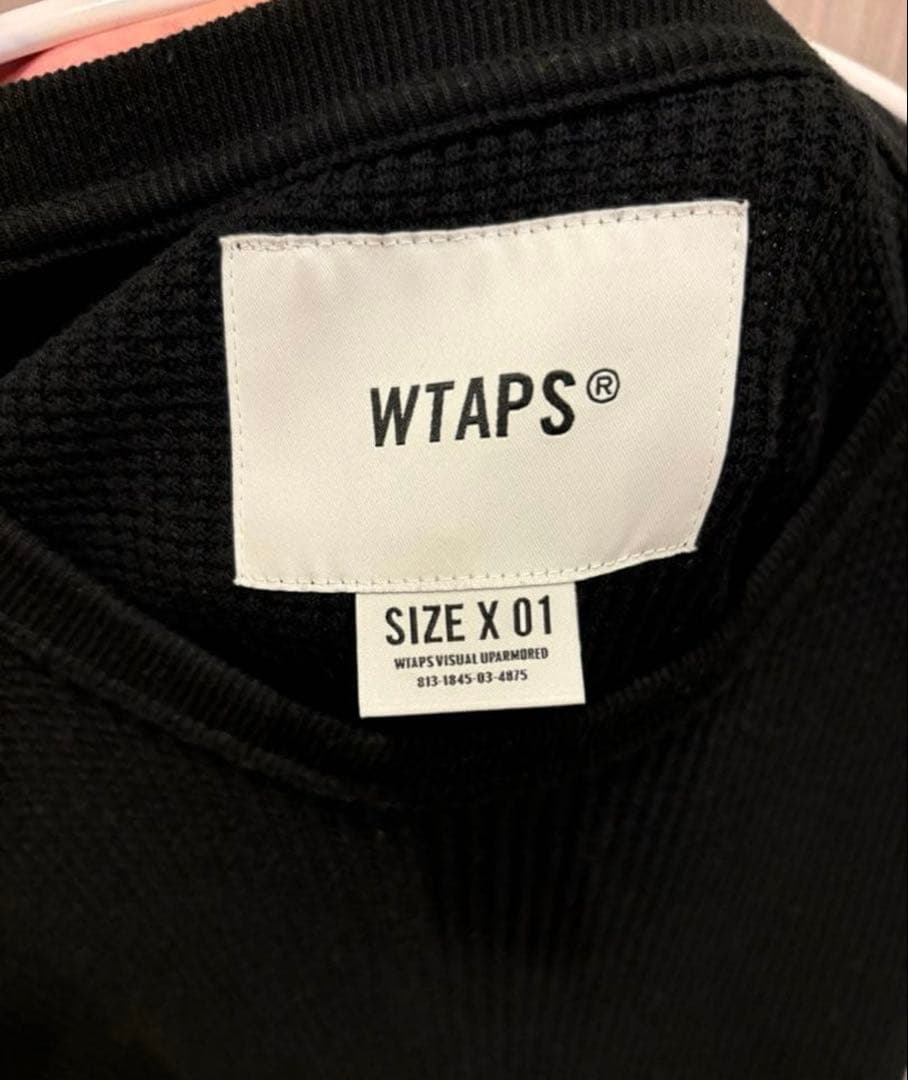 WTAPS®
SIZE X 01
WTAPS VISUAL UPARMORED
813-1845-03-4875